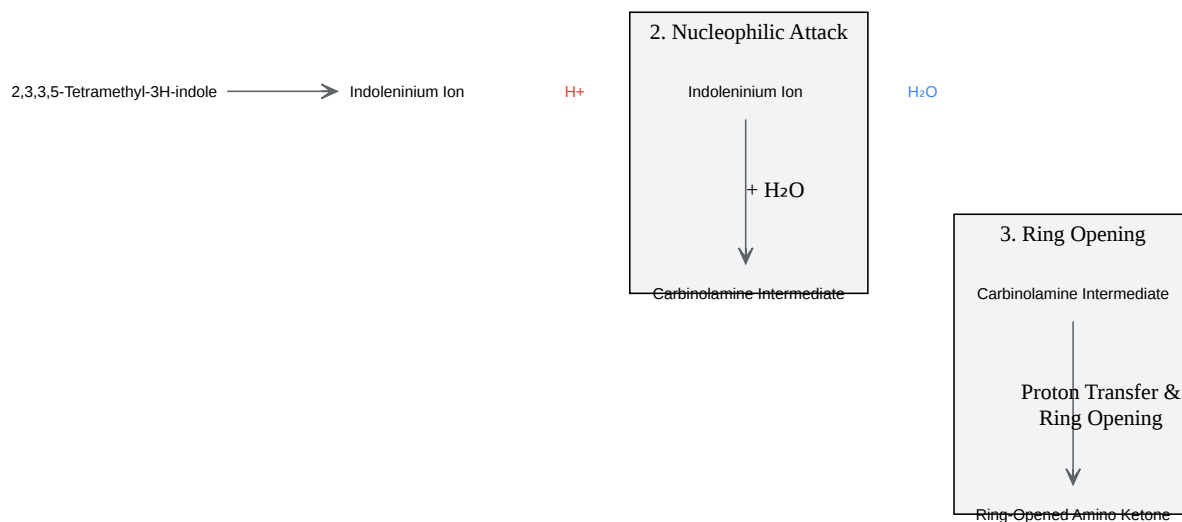 2. Nucleophilic Attack
2,3,3,5-Tetramethyl-3H-indole
Indoleninium Ion
H+
Indoleninium Ion
H₂O
+ H₂O
Carbinolamine Intermediate
3. Ring Opening
Carbinolamine Intermediate
Proton Transfer &
Ring Opening
Ring-Opened Amino Ketone